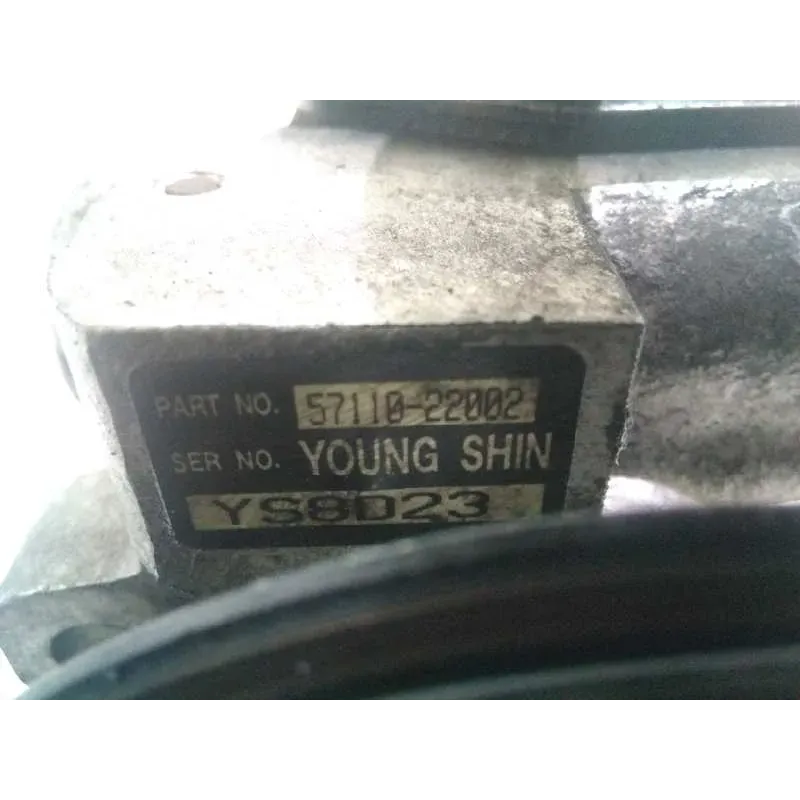 PART NO. 57110-22002
SER NO. YOUNG SHIN
YS8D23